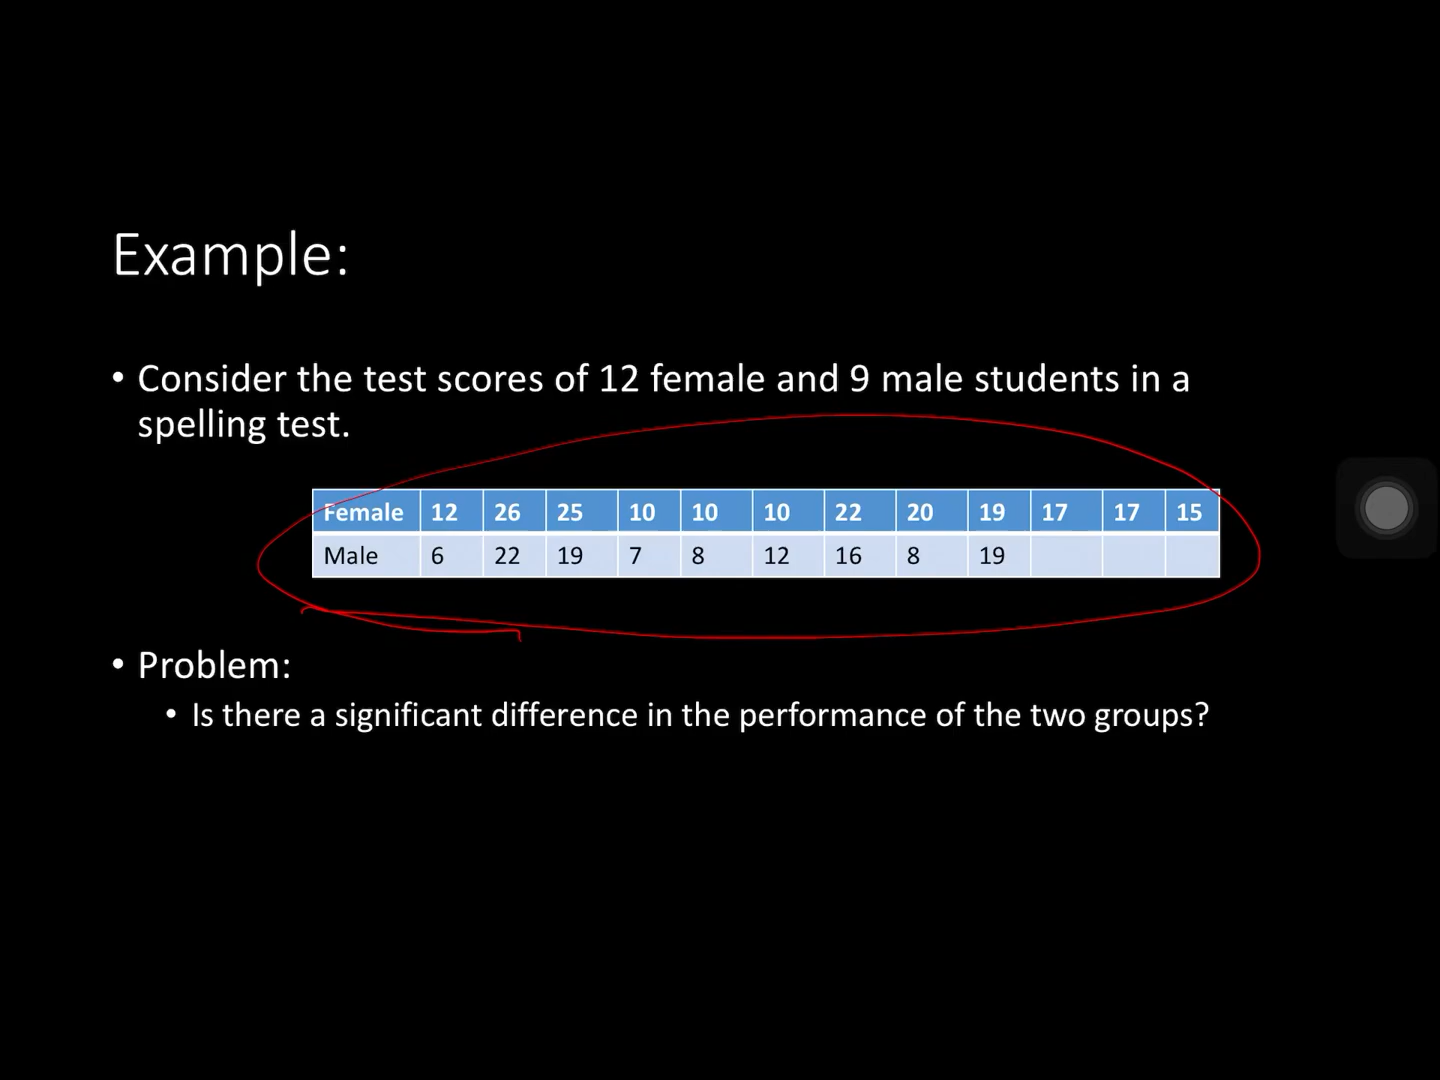 Example:
• Consider the test scores of 12 female and 9 male students in a
spelling test.
Female 12 26 25 10 10 10 22 20 19 17 17 15
Male 6 22 19 7 8 12 16 8 19
• Problem:
• Is there a significant difference in the performance of the two groups?